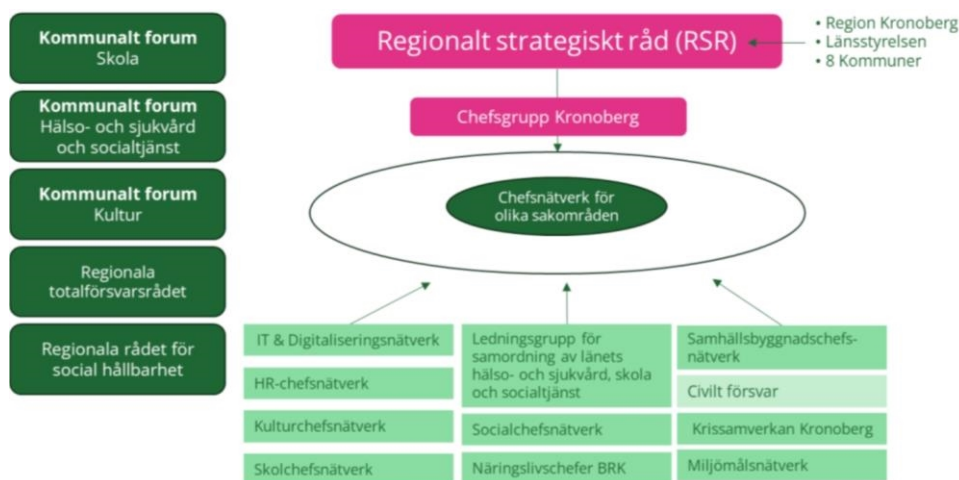 Kommunalt forum
Skola
Kommunalt forum
Hälso- och sjukvård
och socialtjänst
Kommunalt forum
Kultur
Regionala
totalförsvarsrådet
Regionala rådet för
social hållbarhet
Regionalt strategiskt råd (RSR)
• Region Kronoberg
• Länsstyrelsen
• 8 Kommuner
Chefsgrupp Kronoberg
Chefsnätverk för
olika sakområden
IT & Digitaliseringsnätverk
HR-chefsnätverk
Kulturchefsnätverk
Skolchefsnätverk
Ledningsgrupp för
samordning av länets
hälso- och sjukvård, skola
och socialtjänst
Socialchefsnätverk
Näringslivschefer BRK
Samhällsbyggnadschefs-
nätverk
Civilt försvar
Krissamverkan Kronoberg
Miljömålsnätverk